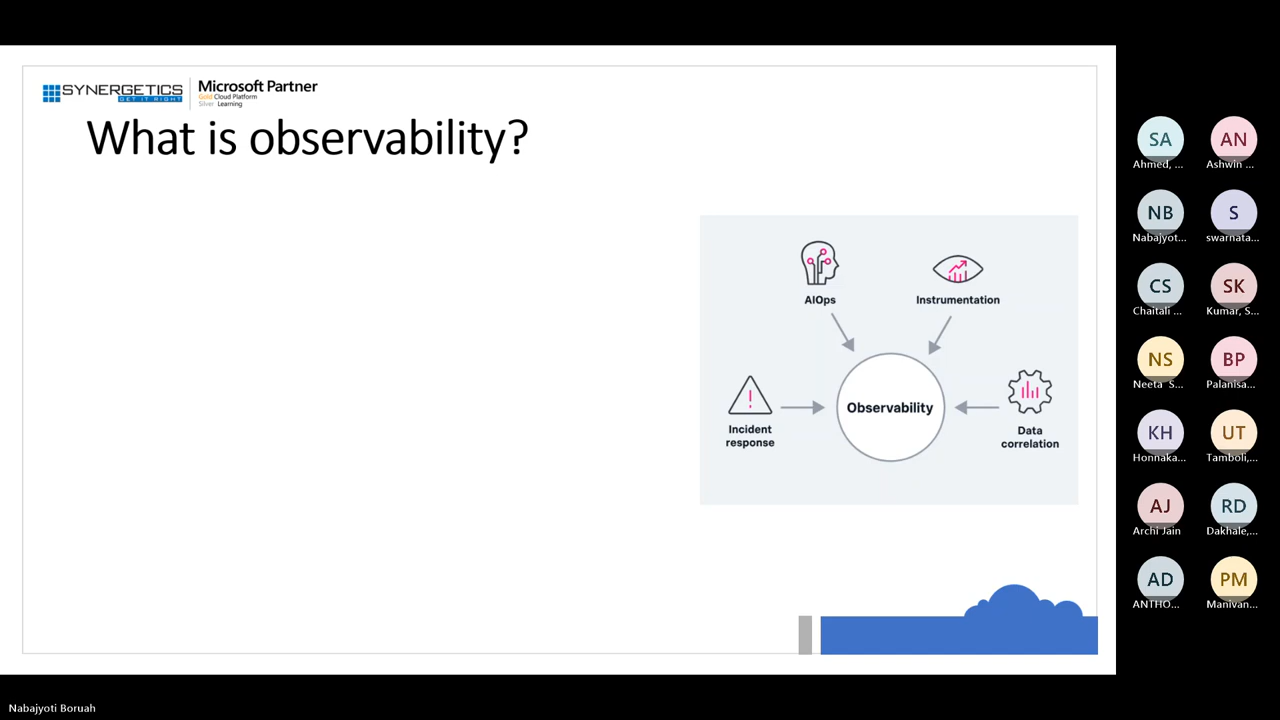 SYNERGETICS
GET IT RIGHT
Microsoft Partner
Gold Cloud Platform
Silver Learning
What is observability?
AIOps
Instrumentation
Observability
Incident
response
Data
correlation
SA
AN
Ahmed, ...
Ashwin ...
NB
S
Nabajyot...
swarnata...
CS
SK
Chaitali ...
Kumar, S...
NS
BP
Neeta S...
Palanisa...
KH
UT
Honnaka...
Tamboli,...
AJ
RD
Archi Jain
Dakhale,...
AD
PM
ANTHO...
Manivan...
Nabajyoti Boruah